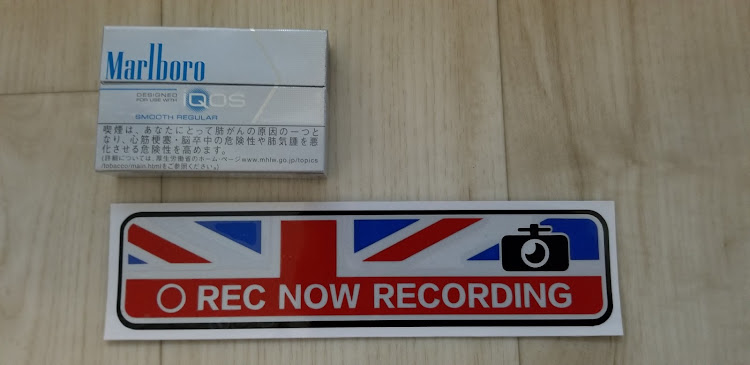 Marlboro
DESIGNED
FOR USE WITH
iQOS
SMOOTH REGULAR
喫煙は、あなたにとって肺がんの原因の一つと
なり、心筋梗塞・脳卒中の危険性や肺気腫を悪
化させる危険性を高めます。
(詳細については、厚生労働省のホーム・ページwww.mhlw.go.jp/topics
/tobacco/main.htmlをご参照ください。)
REC NOW RECORDING